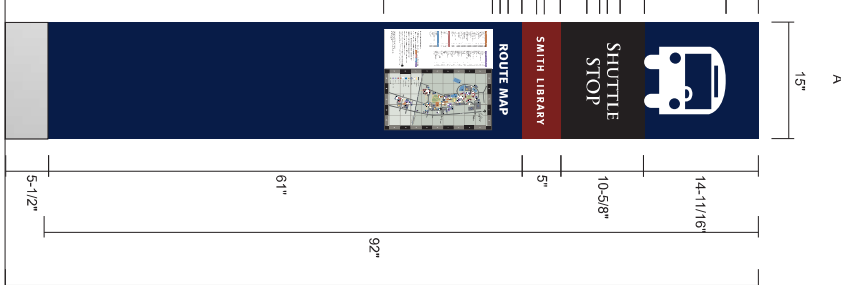 A
15"
SHUTTLE
STOP
SMITH LIBRARY
ROUTE MAP
14-11/16"
10-5/8"
5"
61"
5-1/2"
92"